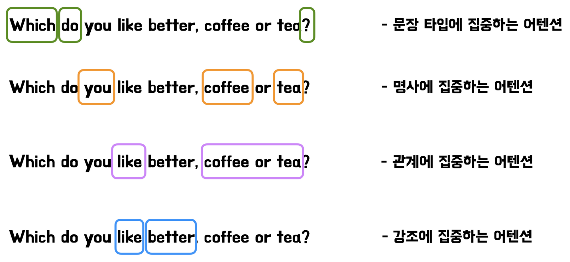 Which do you like better, coffee or tea? - 문장 타입에 집중하는 어텐션
Which do you like better, coffee or tea? - 명사에 집중하는 어텐션
Which do you like better, coffee or tea? - 관계에 집중하는 어텐션
Which do you like better, coffee or tea? - 강조에 집중하는 어텐션